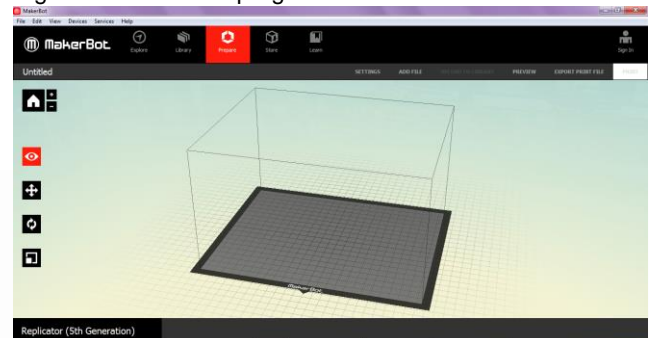 MakerBot
File Edit View Devices Services Help
MakerBot
Explore
Library
Prepare
Store
Learn
Sign In
Untitled
SETTINGS
ADD FILE
PREVIEW
EXPORT PRINT FILE
PRINT
MakerBot
Replicator (5th Generation)